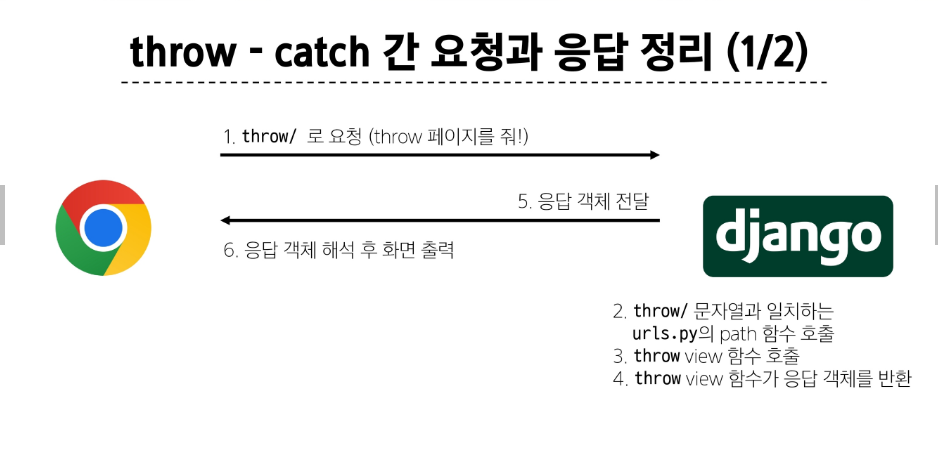 throw - catch 간 요청과 응답 정리 (1/2)
1. throw/ 로 요청 (throw 페이지를 줘!)
5. 응답 객체 전달
6. 응답 객체 해석 후 화면 출력
django
2. throw/ 문자열과 일치하는
urls.py의 path 함수 호출
3. throw view 함수 호출
4. throw view 함수가 응답 객체를 반환